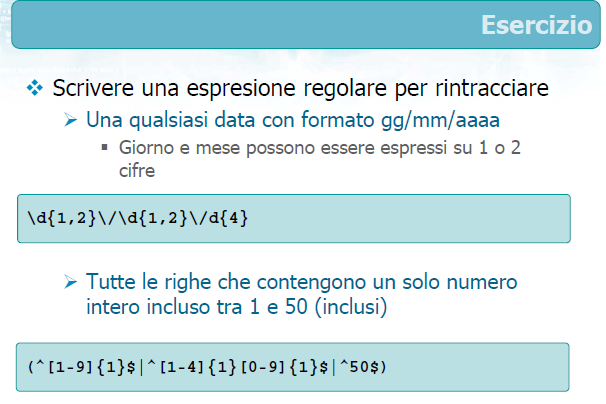 Esercizio
Scrivere una espresione regolare per rintracciare
Una qualsiasi data con formato gg/mm/aaaa
Giorno e mese possono essere espressi su 1 o 2
cifre
\d{1,2}\/\d{1,2}\/d{4}
Tutte le righe che contengono un solo numero
intero incluso tra 1 e 50 (inclusi)
(^[1-9]{1}$|^[1-4]{1}[0-9]{1}$|^50$)